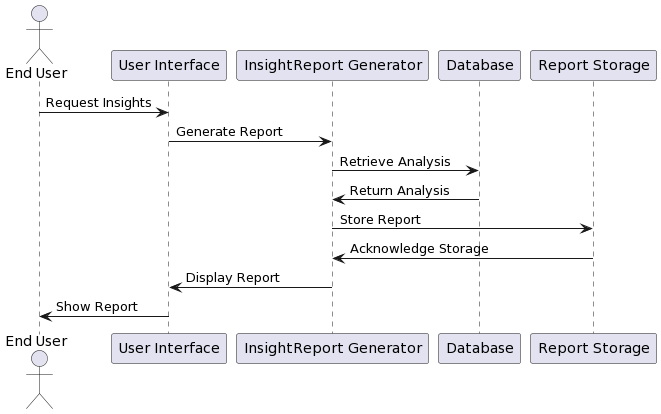 End User
User Interface
InsightReport Generator
Database
Report Storage
Request Insights
Generate Report
Retrieve Analysis
Return Analysis
Store Report
Acknowledge Storage
Display Report
Show Report
End User
User Interface
InsightReport Generator
Database
Report Storage